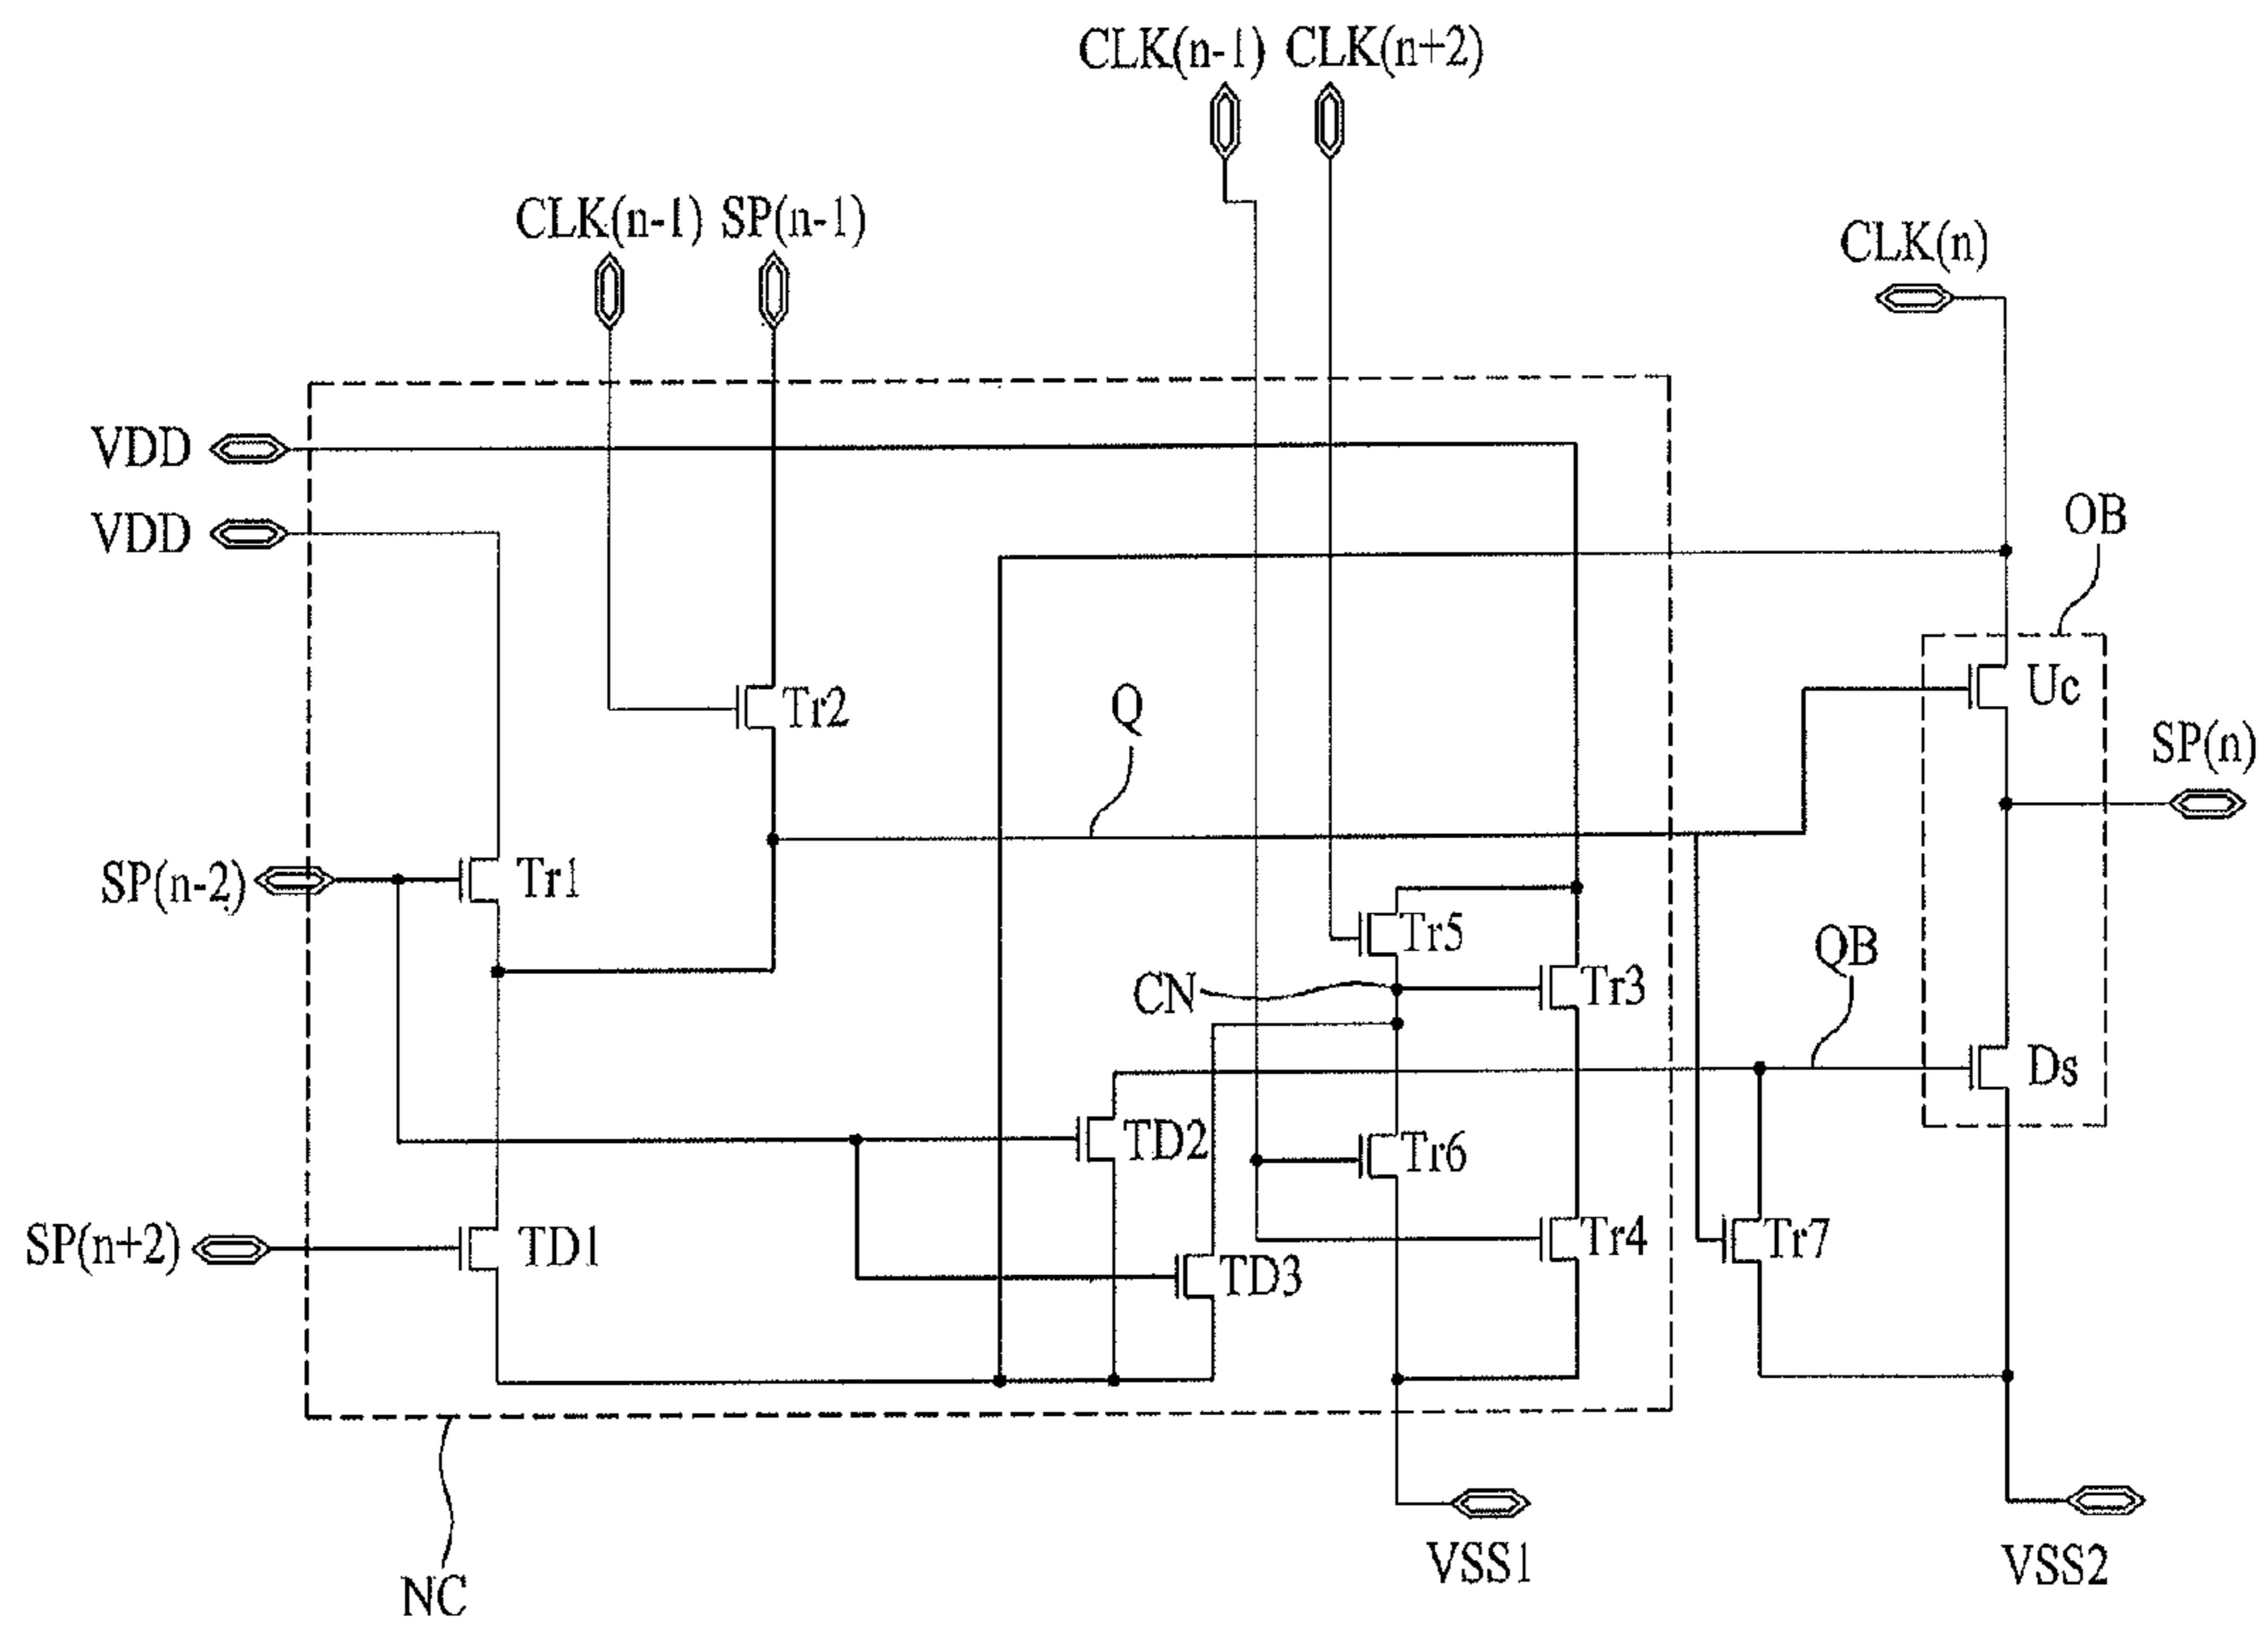 CLK(n-1) CLK(n+2)
CLK(n-1) SP(n-1)
CLK(n)
VDD
OB
VDD
Uc
Tr2
Q
SP(n)
SP(n-2)
Tr1
Tr5
QB
CN
Tr3
Ds
TD2
Tr6
SP(n+2)
TD1
Tr4
Tr7
TD3
VSS1
VSS2
NC